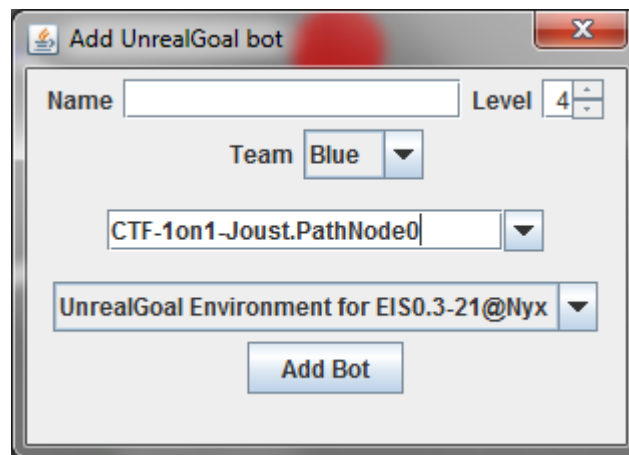 Add UnrealGoal bot
Name Level 4
Team Blue
CTF-1on1-Joust.PathNode0
UnrealGoal Environment for EIS0.3-21@Nyx
Add Bot